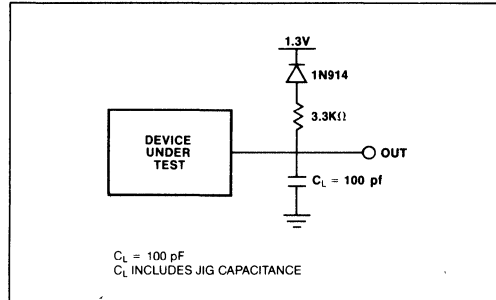 1.3V
1N914
3.3KΩ
DEVICE
UNDER
TEST
OUT
C_L = 100 pf
C_L = 100 pF
C_L INCLUDES JIG CAPACITANCE